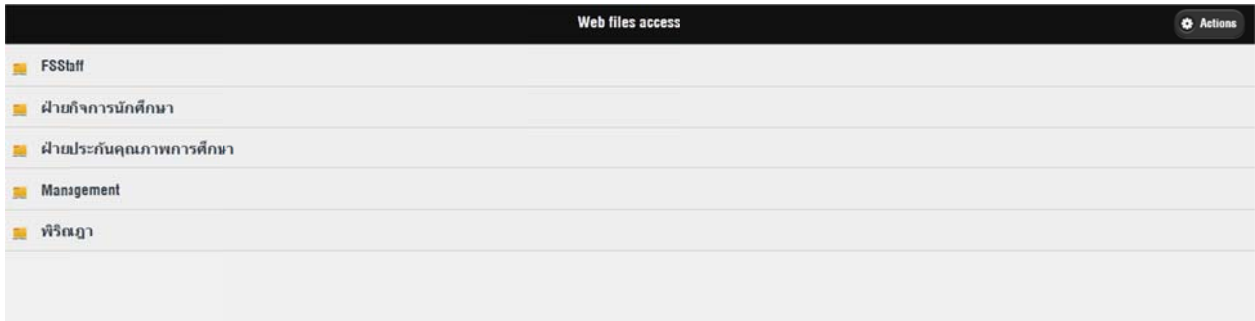 Web files access
Actions
FSStaff
ฝ่ายกิจการนักศึกษา
ฝ่ายประกันคุณภาพการศึกษา
Management
พิริณฎา